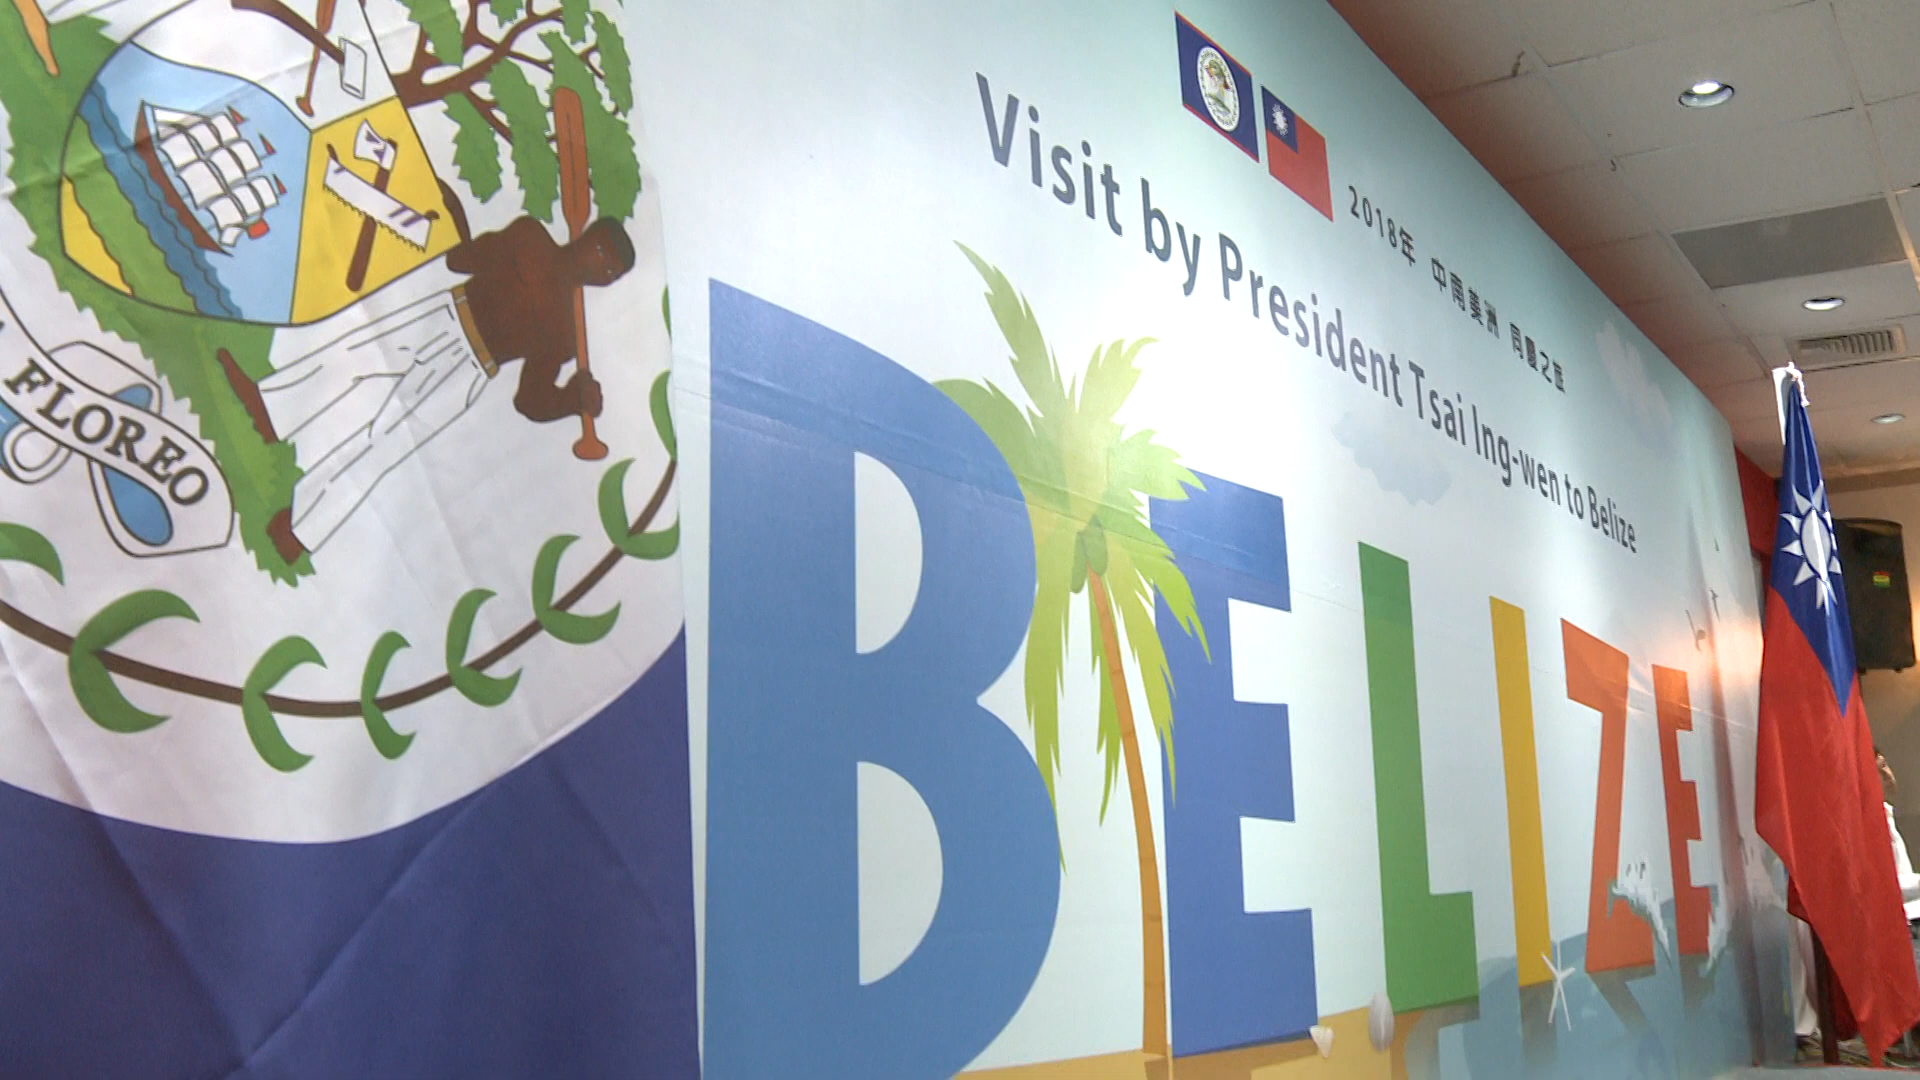 FLOREO
2018年 中南美洲 同慶之旅
Visit by President Tsai Ing-wen to Belize
BELIZE